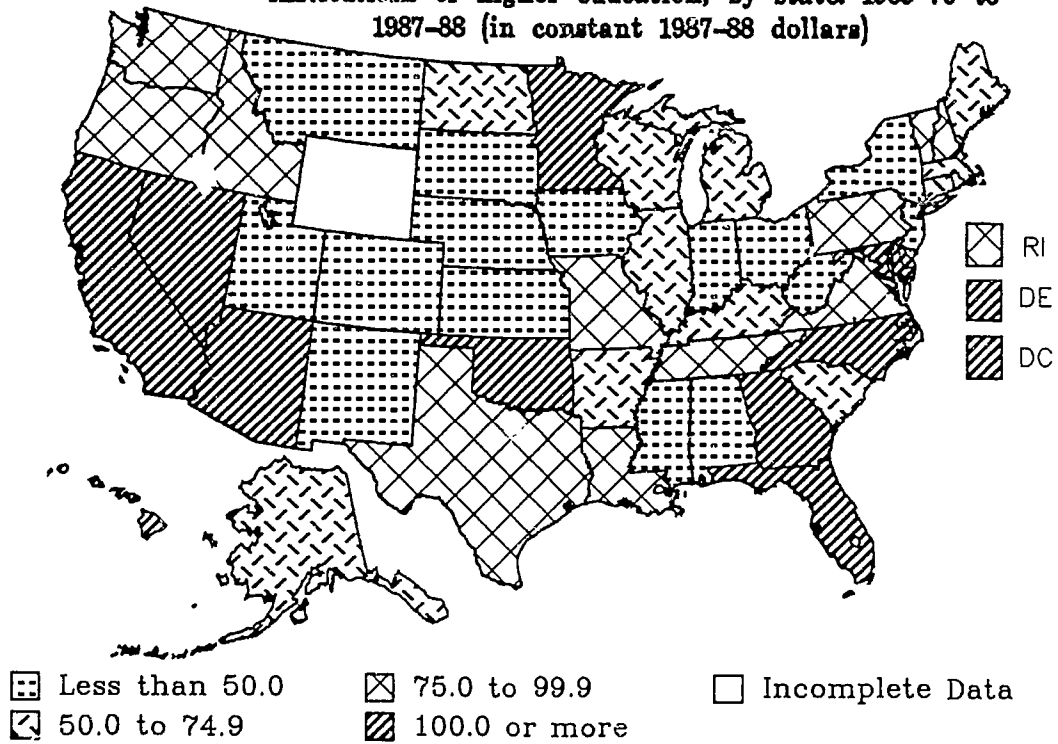 1987–88 (in constant 1987–88 dollars)
RI
DE
DC
Less than 50.0
75.0 to 99.9
Incomplete Data
50.0 to 74.9
100.0 or more